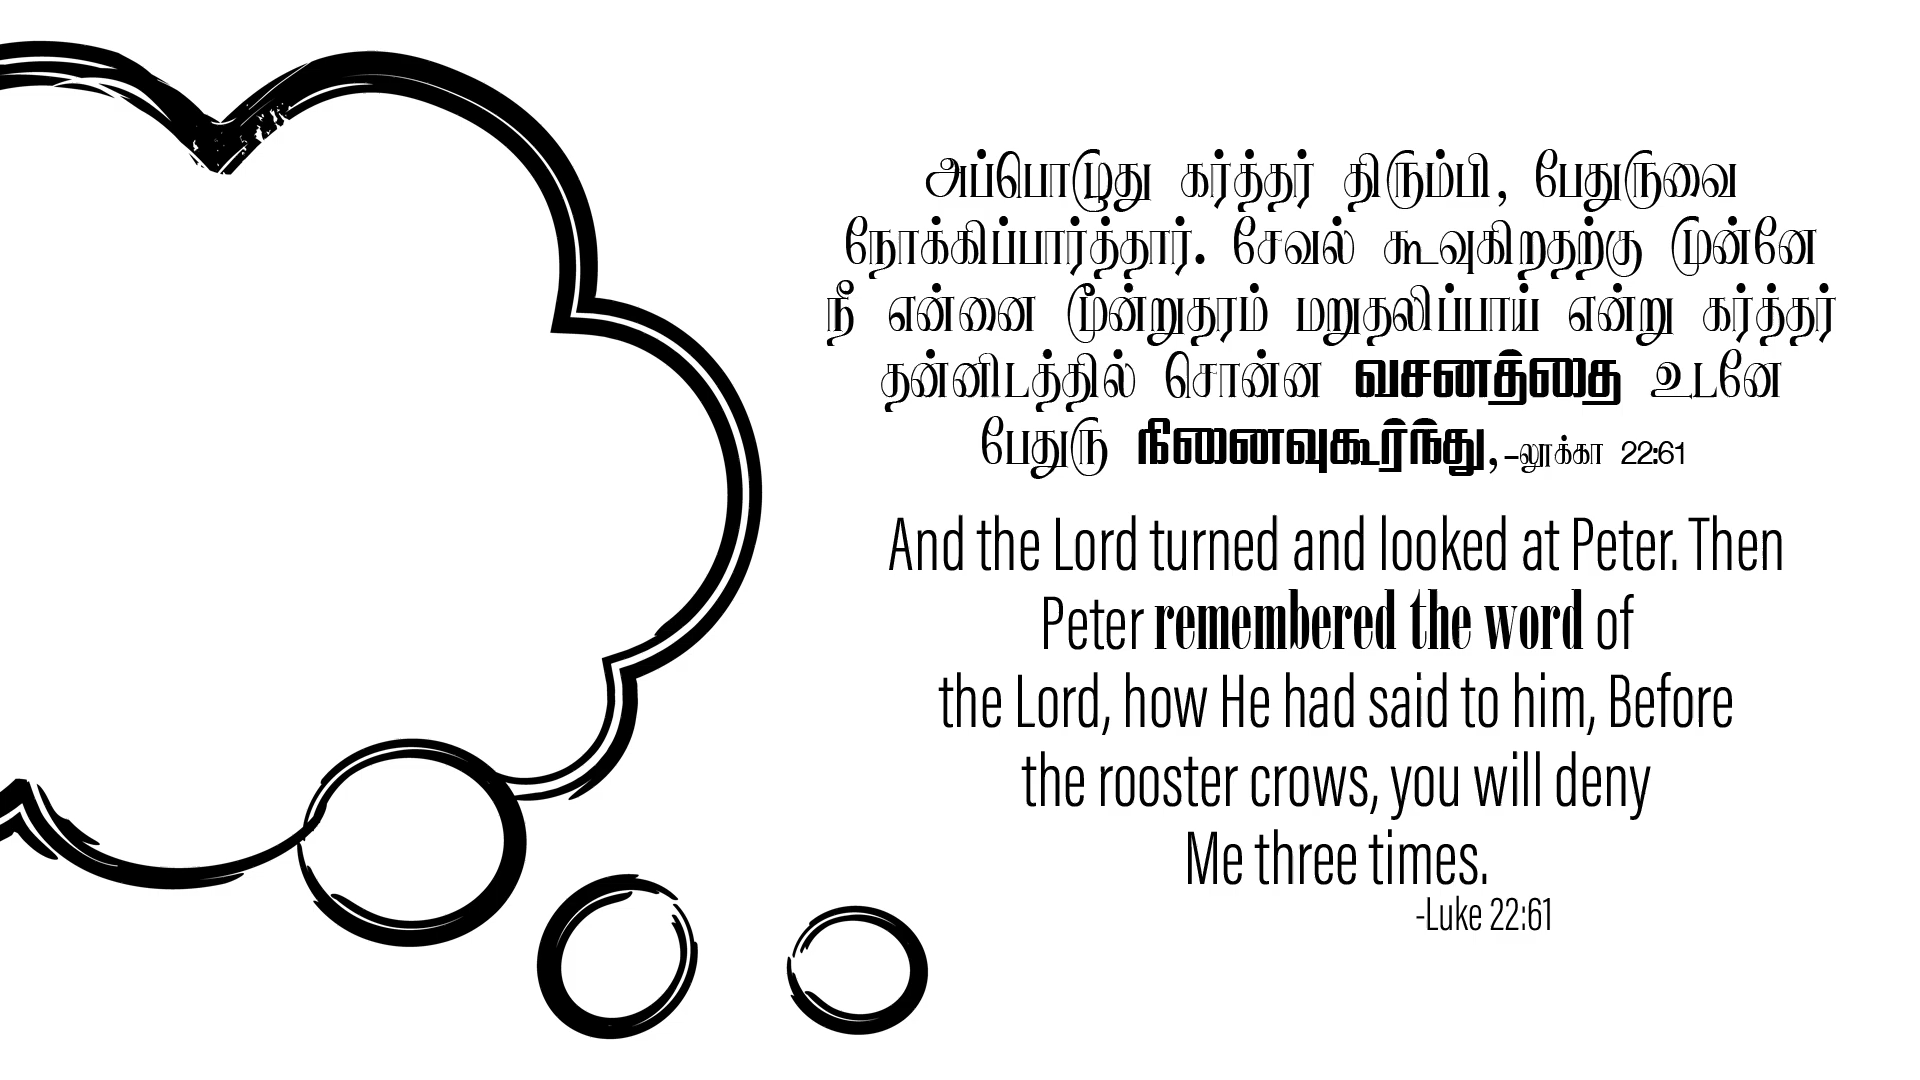 அப்பொழுது கர்த்தர் திரும்பி, பேதுருவை
நோக்கிப்பார்த்தார். சேவல் கூவுகிறதற்கு முன்னே
நீ என்னை மூன்றுதரம் மறுதலிப்பாய் என்று கர்த்தர்
தன்னிடத்தில் சொன்ன வசனத்தை உடனே
பேதுரு நினைவுகூர்ந்து,-லூக்கா 22:61
And the Lord turned and looked at Peter. Then
Peter remembered the word of
the Lord, how He had said to him, Before
the rooster crows, you will deny
Me three times.
-Luke 22:61